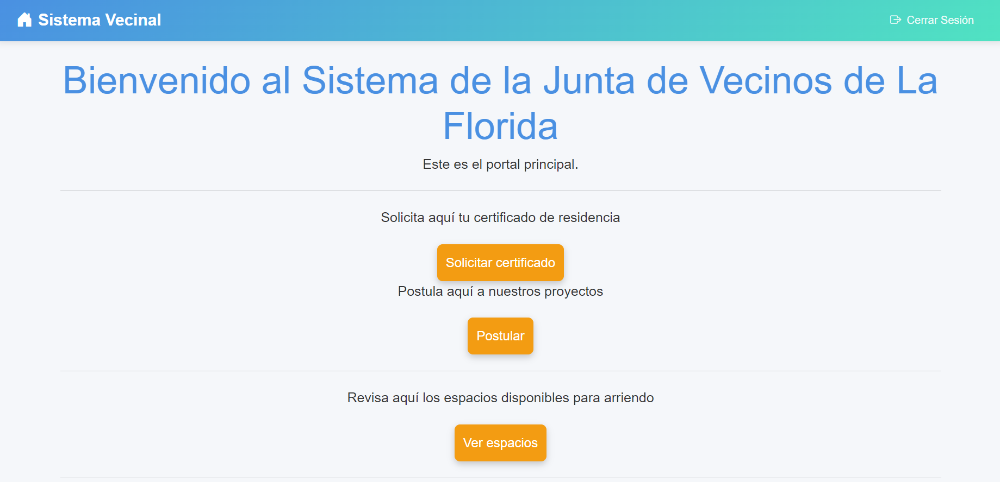 Sistema Vecinal
Cerrar Sesión
Bienvenido al Sistema de la Junta de Vecinos de La
Florida
Este es el portal principal.
Solicita aquí tu certificado de residencia
Solicitar certificado
Postula aquí a nuestros proyectos
Postular
Revisa aquí los espacios disponibles para arriendo
Ver espacios